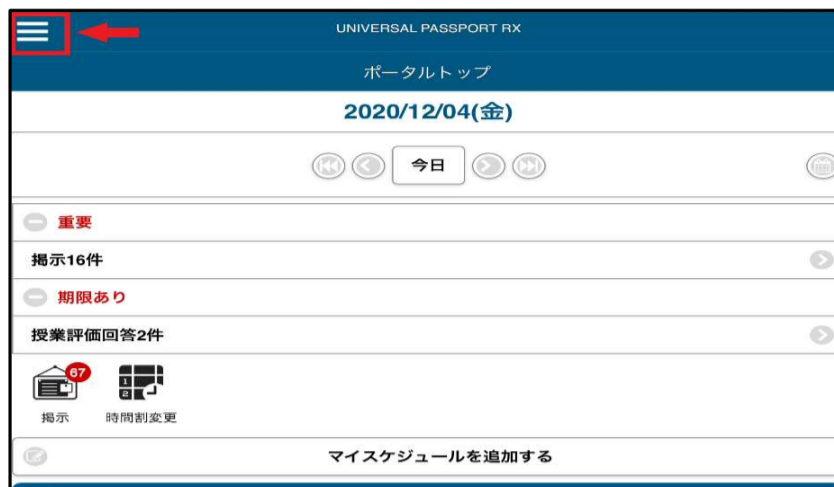 UNIVERSAL PASSPORT RX
ポータルトップ
2020/12/04(金)
今日
重要
掲示16件
期限あり
授業評価回答2件
67
1
2
掲示 時間割変更
マイスケジュールを追加する